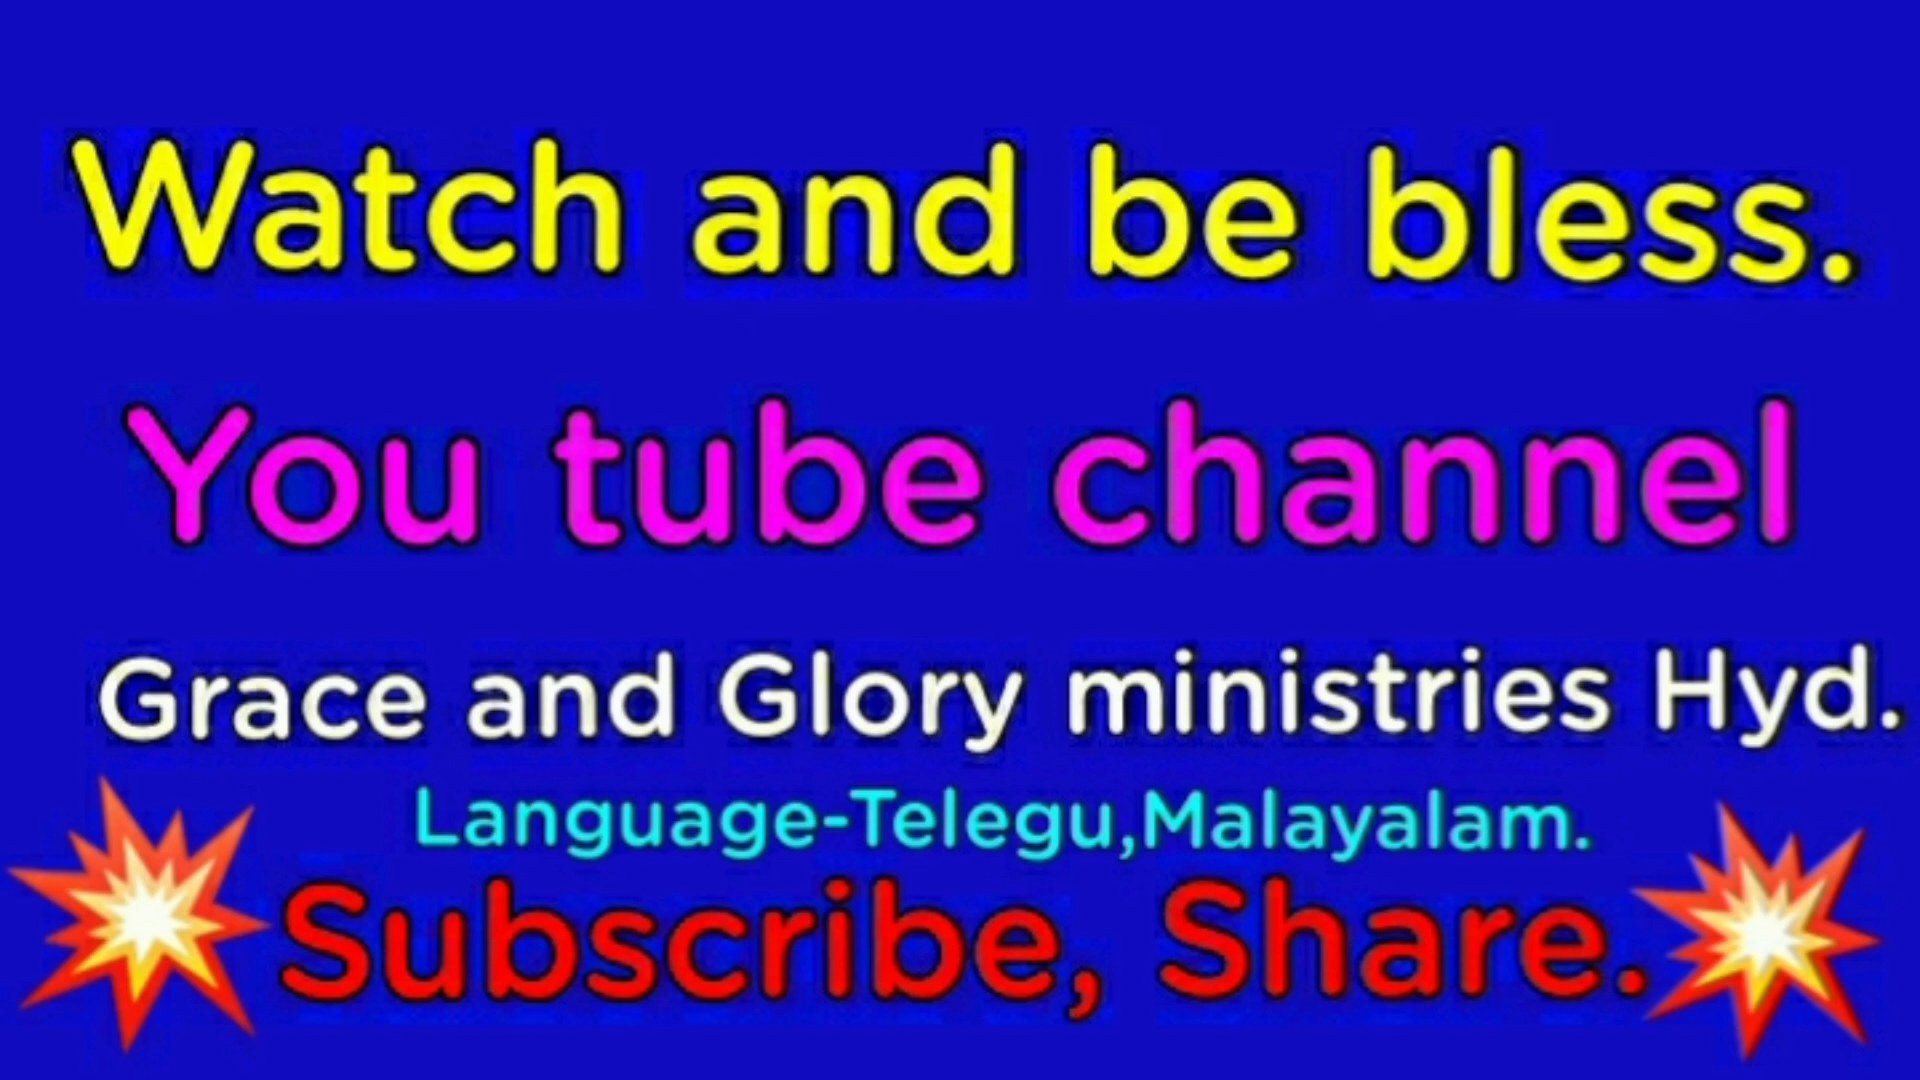 Watch and be bless.
You tube channel
Grace and Glory ministries Hyd.
Language-Telegu,Malayalam.
Subscribe, Share.